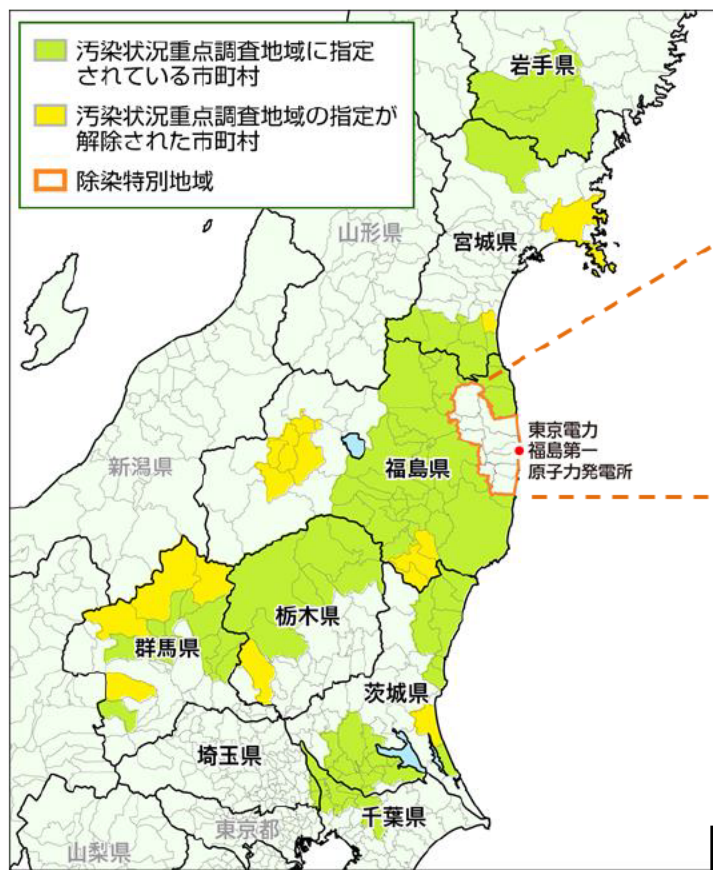 汚染状況重点調査地域に指定
されている市町村
汚染状況重点調査地域の指定が
解除された市町村
除染特別地域
岩手県
山形県
宮城県
東京電力
福島第一
原子力発電所
新潟県
福島県
栃木県
群馬県
茨城県
埼玉県
千葉県
東京都
山梨県